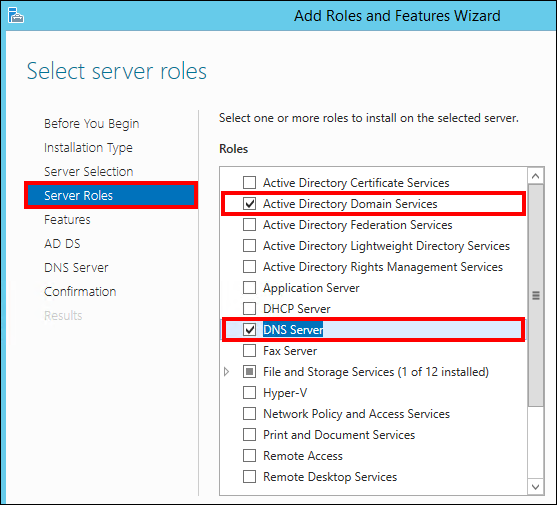 Add Roles and Features Wizard
Select server roles
Before You Begin
Installation Type
Server Selection
Server Roles
Features
AD DS
DNS Server
Confirmation
Results
Select one or more roles to install on the selected server.
Roles
Active Directory Certificate Services
Active Directory Domain Services
Active Directory Federation Services
Active Directory Lightweight Directory Services
Active Directory Rights Management Services
Application Server
DHCP Server
DNS Server
Fax Server
File and Storage Services (1 of 12 installed)
Hyper-V
Network Policy and Access Services
Print and Document Services
Remote Access
Remote Desktop Services